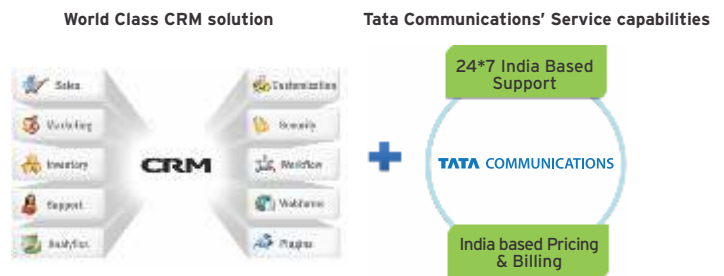 World Class CRM solution
Tata Communications’ Service capabilities
Sales
Marketing
Inventory
Support
Analytics
CRM
Customization
Security
Workflow
Webforms
Plugins
24*7 India Based
Support
TATA COMMUNICATIONS
India based Pricing
& Billing